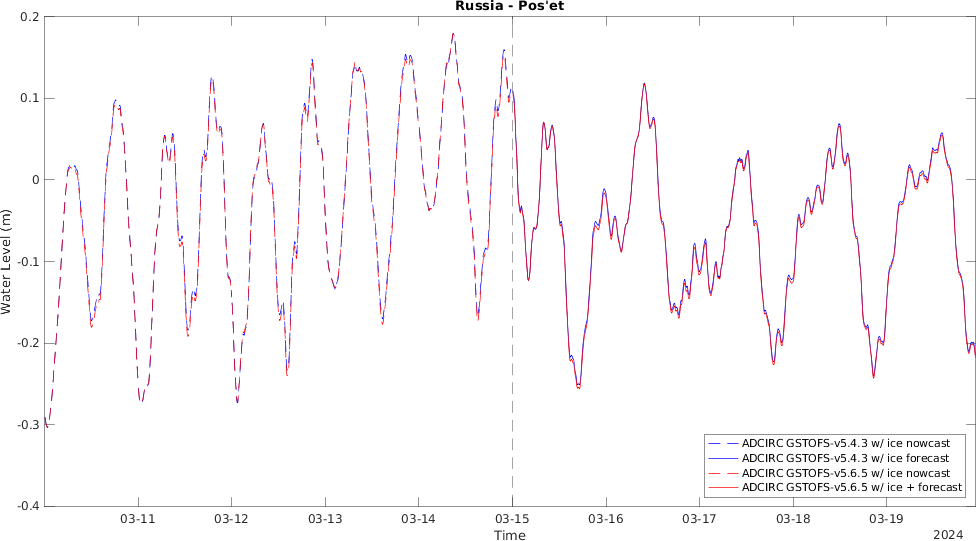 Russia - Pos'et
0.2
0.1
0
-0.1
-0.2
-0.3
-0.4
Water Level (m)
ADCIRC GSTOFS-v5.4.3 w/ ice nowcast
ADCIRC GSTOFS-v5.4.3 w/ ice forecast
ADCIRC GSTOFS-v5.6.5 w/ ice nowcast
ADCIRC GSTOFS-v5.6.5 w/ ice + forecast
03-11 03-12 03-13 03-14 03-15 03-16 03-17 03-18 03-19
Time
2024